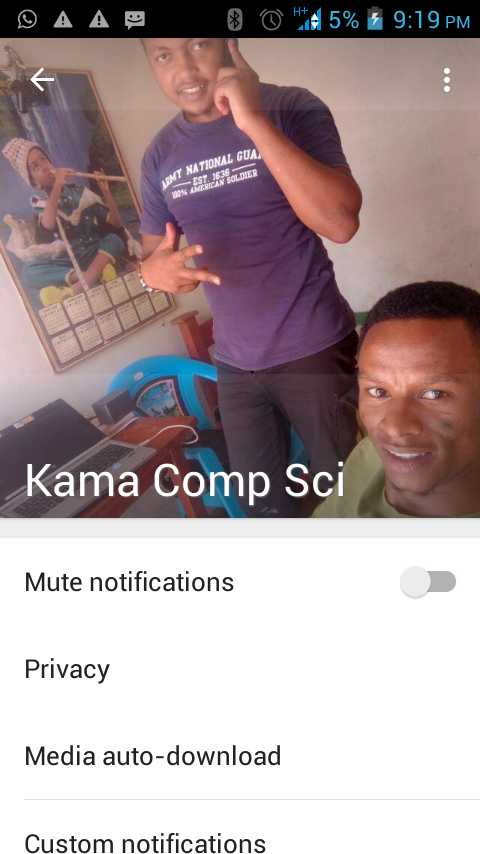 H+ 5% 9:19 PM
ARMY NATIONAL GUA
EST. 1636
100% AMERICAN SOLDIER
Kama Comp Sci
Mute notifications
Privacy
Media auto-download
Custom notifications